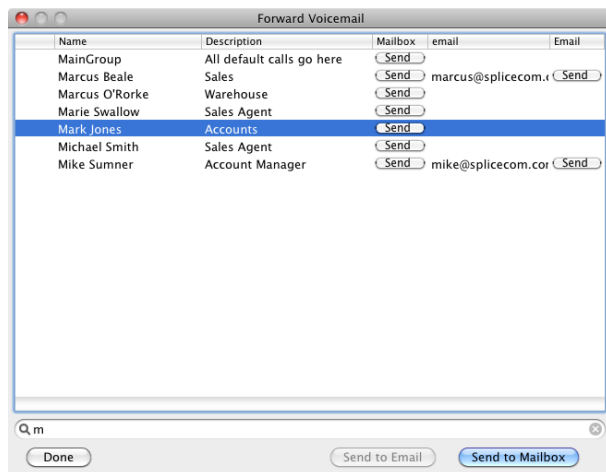 Forward Voicemail
Name Description Mailbox email Email
MainGroup All default calls go here Send
Marcus Beale Sales Send marcus@splicecom.c Send
Marcus O'Rorke Warehouse Send
Marie Swallow Sales Agent Send
Mark Jones Accounts Send
Michael Smith Sales Agent Send
Mike Sumner Account Manager Send mike@splicecom.cor Send
m
Done Send to Email Send to Mailbox